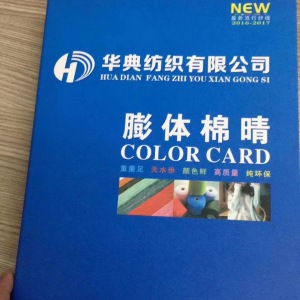 NEW
最新流行纱线
2016-2017
华典纺织有限公司
HUA DIAN FANG ZHI YOU XIAN GONG SI
膨体棉晴
COLOR CARD
重量足 无水份 颜色鲜 高质量 纯环保